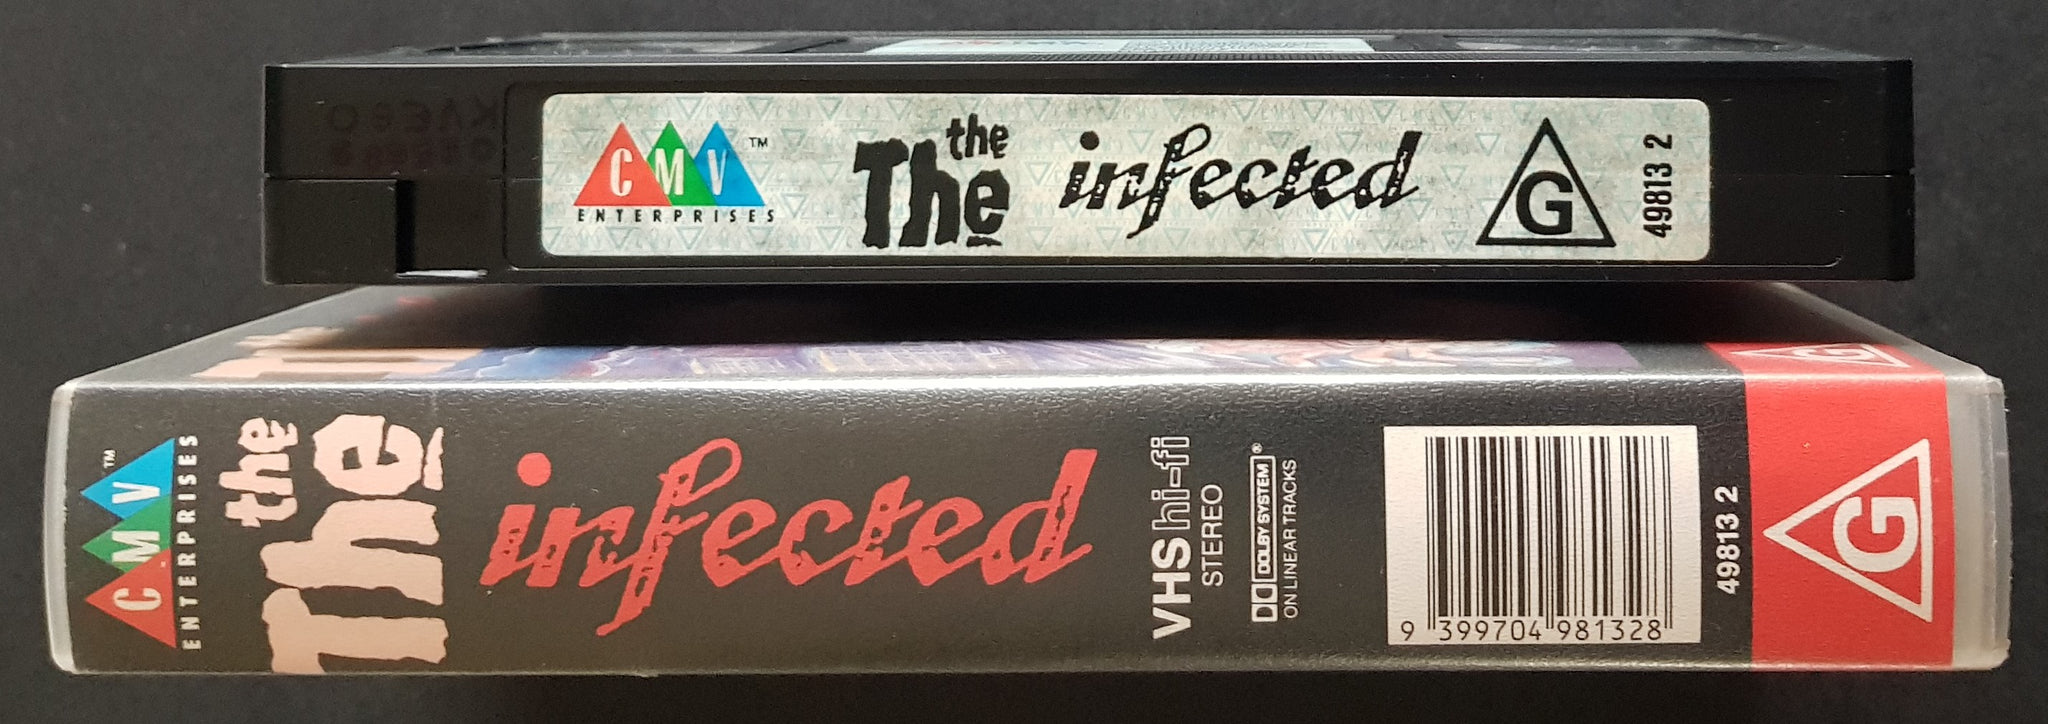 CMV™
ENTERPRISES
the
The
infected
G
49813 2
G
CMV™
ENTERPRISES
the
The
infected
VHS hi-fi
STEREO
DOLBY SYSTEM®
ON LINEAR TRACKS
9 399704 981328
49813 2
G